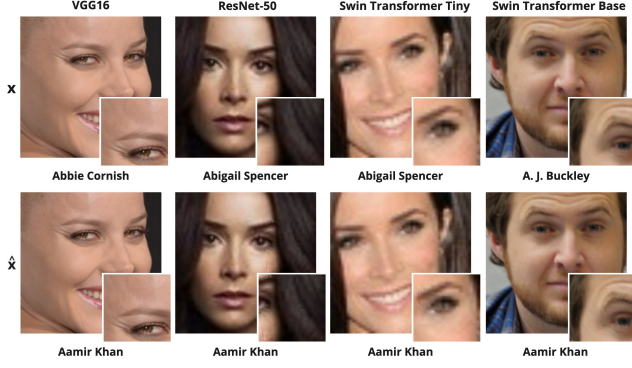 VGG16 ResNet-50 Swin Transformer Tiny Swin Transformer Base
x
Abbie Cornish Abigail Spencer Abigail Spencer A. J. Buckley
x̂
Aamir Khan Aamir Khan Aamir Khan Aamir Khan